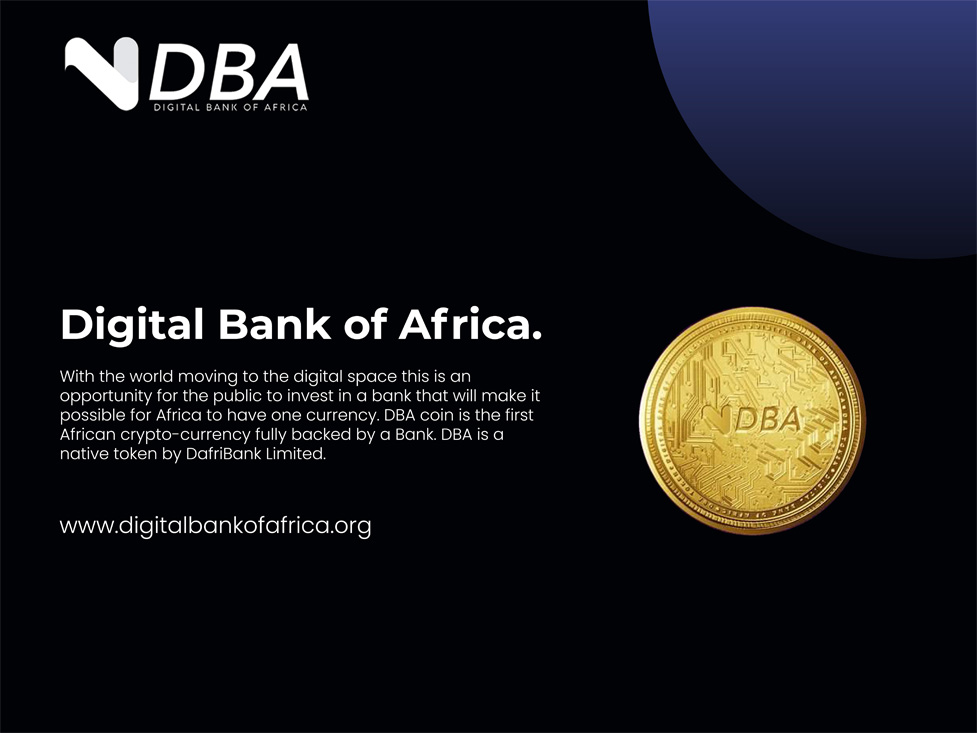 DBA
DIGITAL BANK OF AFRICA
Digital Bank of Africa.
With the world moving to the digital space this is an
opportunity for the public to invest in a bank that will make it
possible for Africa to have one currency. DBA coin is the first
African crypto-currency fully backed by a Bank. DBA is a
native token by DafriBank Limited.
DBA
www.digitalbankofafrica.org